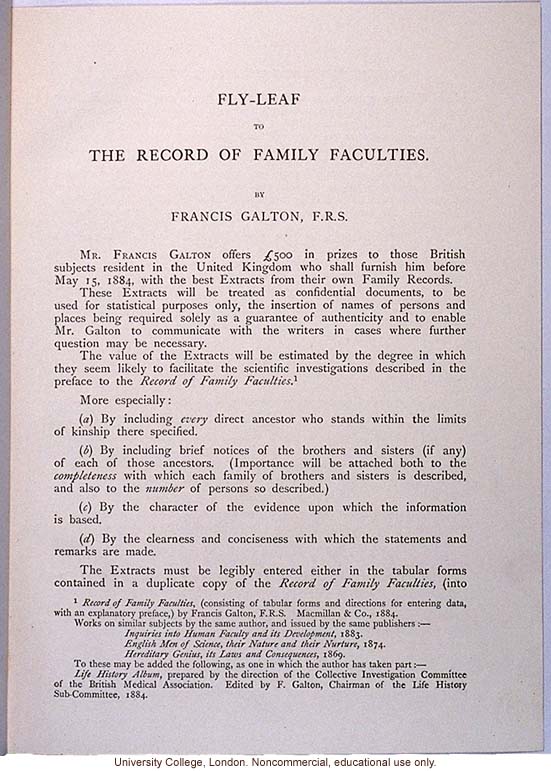 FLY-LEAF
TO
THE RECORD OF FAMILY FACULTIES.
BY
FRANCIS GALTON, F.R.S.
MR. FRANCIS GALTON offers £500 in prizes to those British
subjects resident in the United Kingdom who shall furnish him before
May 15, 1884, with the best Extracts from their own Family Records.
These Extracts will be treated as confidential documents, to be
used for statistical purposes only, the insertion of names of persons and
places being required solely as a guarantee of authenticity and to enable
Mr. Galton to communicate with the writers in cases where further
question may be necessary.
The value of the Extracts will be estimated by the degree in which
they seem likely to facilitate the scientific investigations described in the
preface to the Record of Family Faculties.¹
More especially:
(a) By including every direct ancestor who stands within the limits
of kinship there specified.
(b) By including brief notices of the brothers and sisters (if any)
of each of those ancestors. (Importance will be attached both to the
completeness with which each family of brothers and sisters is described,
and also to the number of persons so described.)
(c) By the character of the evidence upon which the information
is based.
(d) By the clearness and conciseness with which the statements and
remarks are made.
The Extracts must be legibly entered either in the tabular forms
contained in a duplicate copy of the Record of Family Faculties, (into
¹ Record of Family Faculties, (consisting of tabular forms and directions for entering data,
with an explanatory preface,) by Francis Galton, F.R.S. Macmillan & Co., 1884.
Works on similar subjects by the same author, and issued by the same publishers :—
Inquiries into Human Faculty and its Development, 1883.
English Men of Science, their Nature and their Nurture, 1874.
Hereditary Genius, its Laws and Consequences, 1869.
To these may be added the following, as one in which the author has taken part :—
Life History Album, prepared by the direction of the Collective Investigation Committee
of the British Medical Association. Edited by F. Galton, Chairman of the Life History
Sub-Committee, 1884.
University College, London. Noncommercial, educational use only.